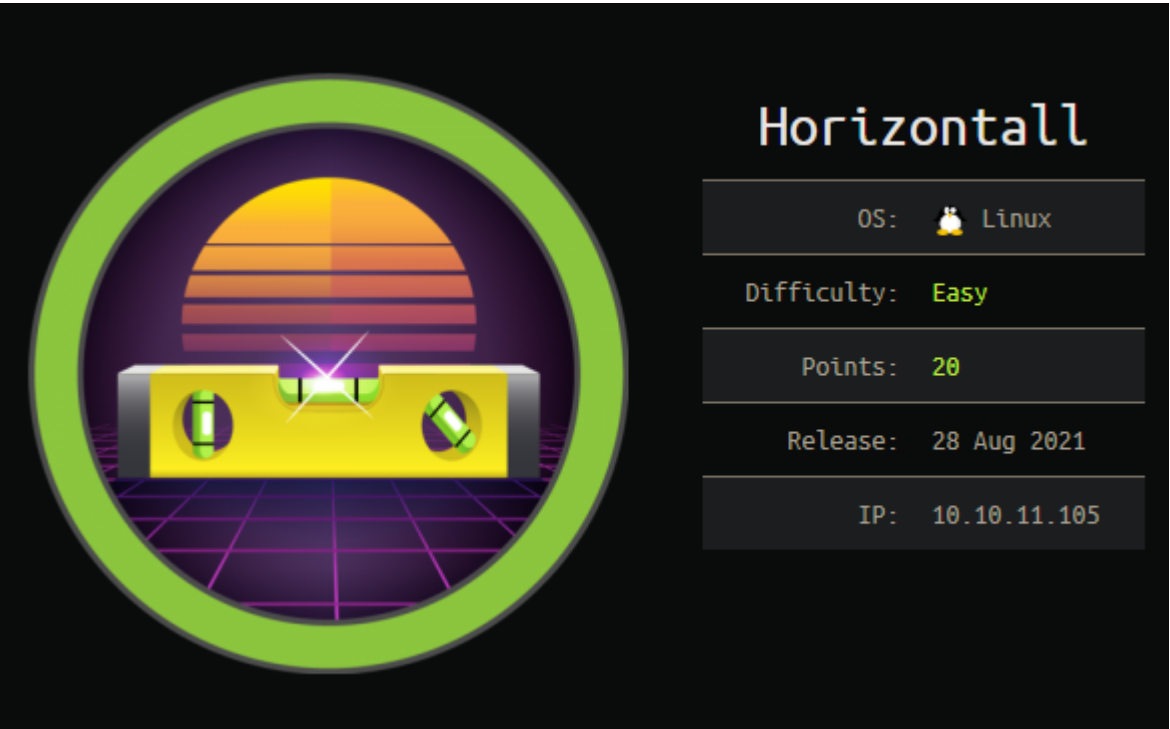 Horizontall
OS: Linux
Difficulty: Easy
Points: 20
Release: 28 Aug 2021
IP: 10.10.11.105